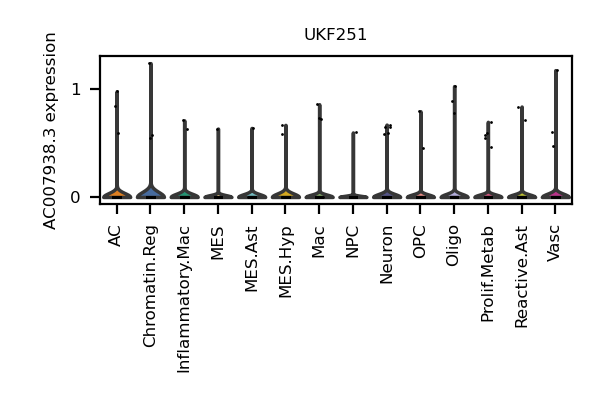 UKF251
AC007938.3 expression
1
0
AC
Chromatin.Reg
Inflammatory.Mac
MES
MES.Ast
MES.Hyp
Mac
NPC
Neuron
OPC
Oligo
Prolif.Metab
Reactive.Ast
Vasc